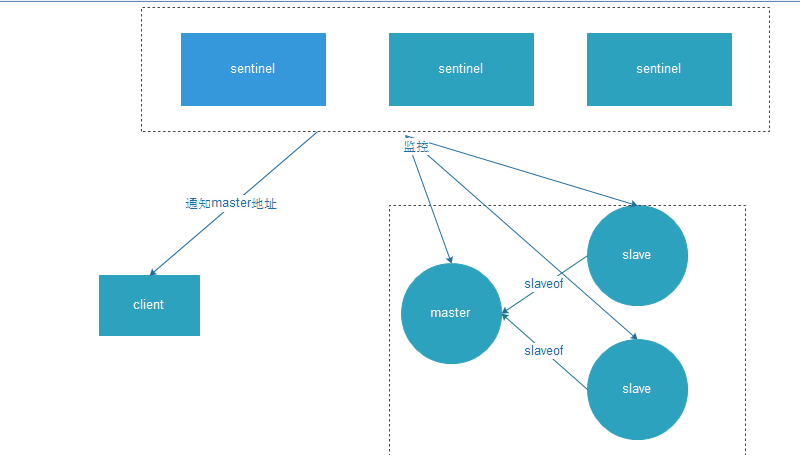 sentinel
sentinel
sentinel
监控
通知master地址
slave
slaveof
client
master
slaveof
slave